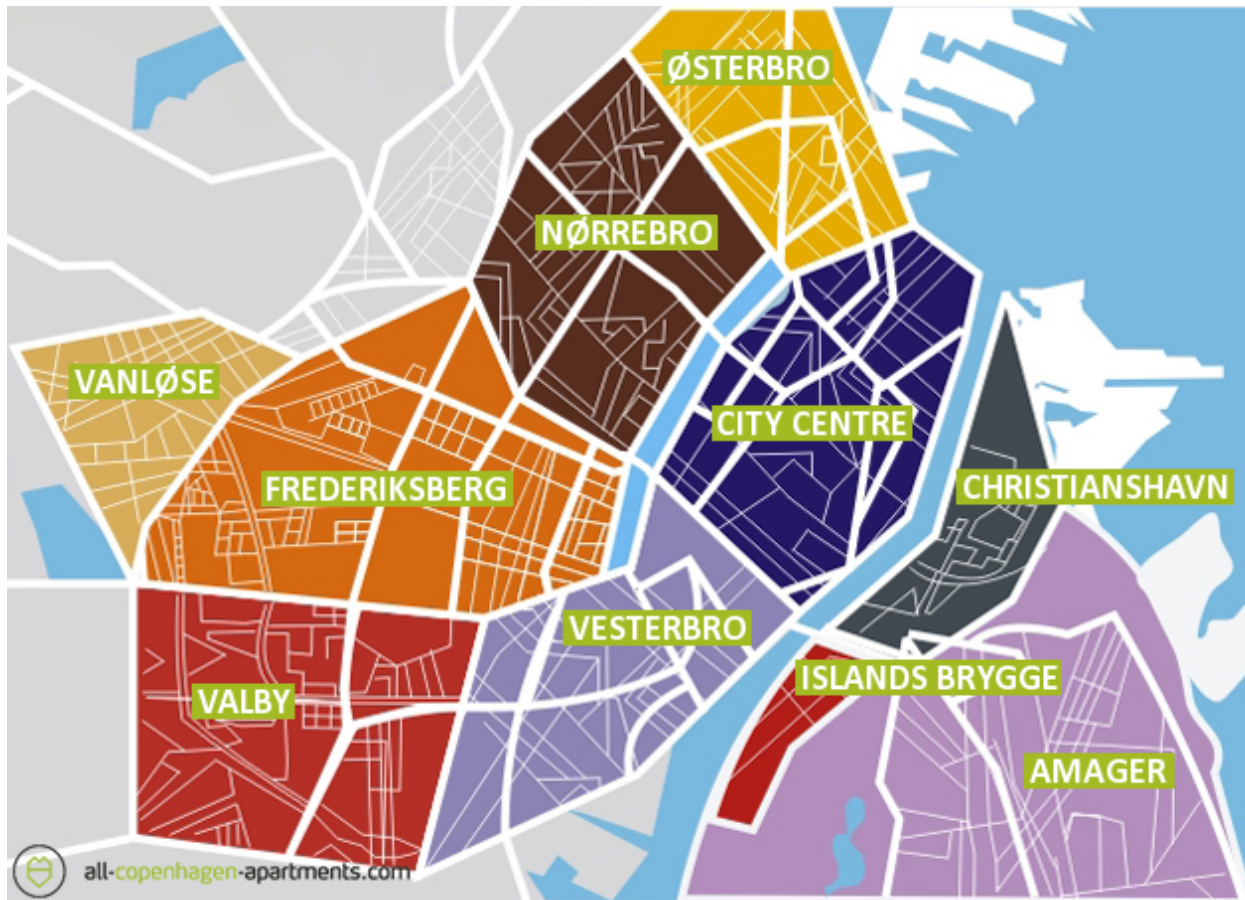 ØSTERBRO
NØRREBRO
VANLØSE
CITY CENTRE
FREDERIKSBERG
CHRISTIANSHAVN
VESTERBRO
ISLANDS BRYGGE
VALBY
AMAGER
all-copenhagen-apartments.com